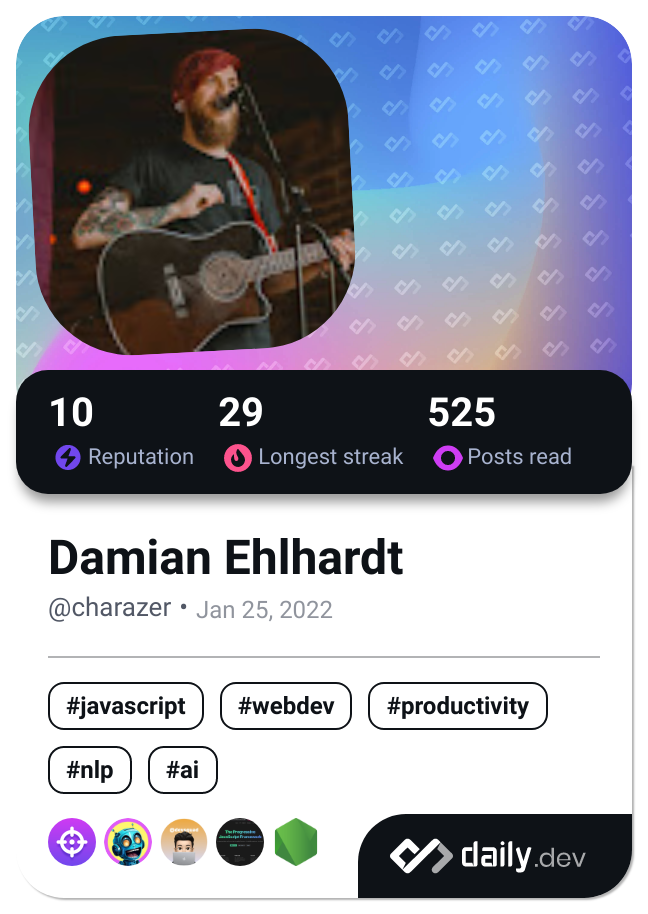 10 29 525
Reputation Longest streak Posts read
Damian Ehlhardt
@charazer • Jan 25, 2022
#javascript #webdev #productivity
#nlp #ai
daily.dev